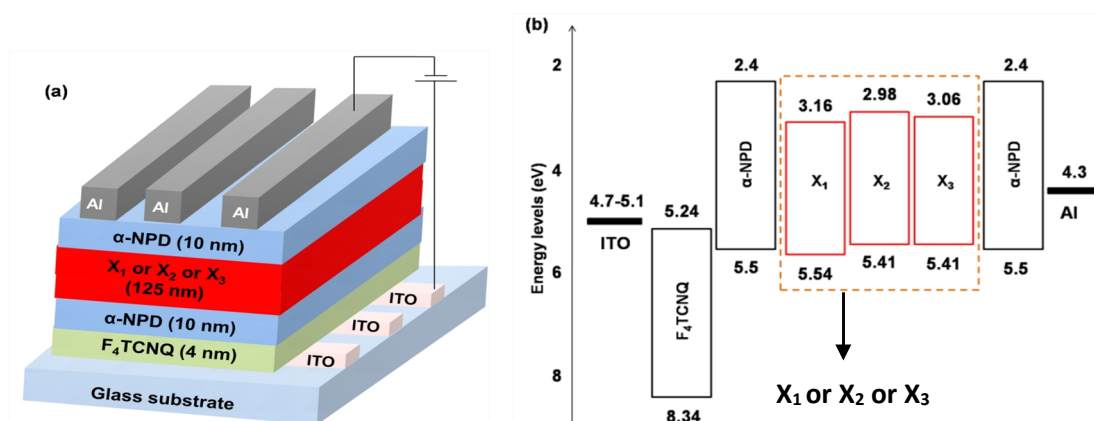 (a)
Al
Al
Al
α-NPD (10 nm)
X₁ or X₂ or X₃
(125 nm)
α-NPD (10 nm)
F₄TCNQ (4 nm)
Glass substrate
ITO
ITO
ITO
(b)
Energy levels (eV)
2
4
6
8
4.7-5.1
ITO
5.24
F₄TCNQ
8.34
2.4
α-NPD
5.5
3.16
X₁
5.54
2.98
X₂
5.41
3.06
X₃
5.41
2.4
α-NPD
5.5
4.3
Al
X₁ or X₂ or X₃